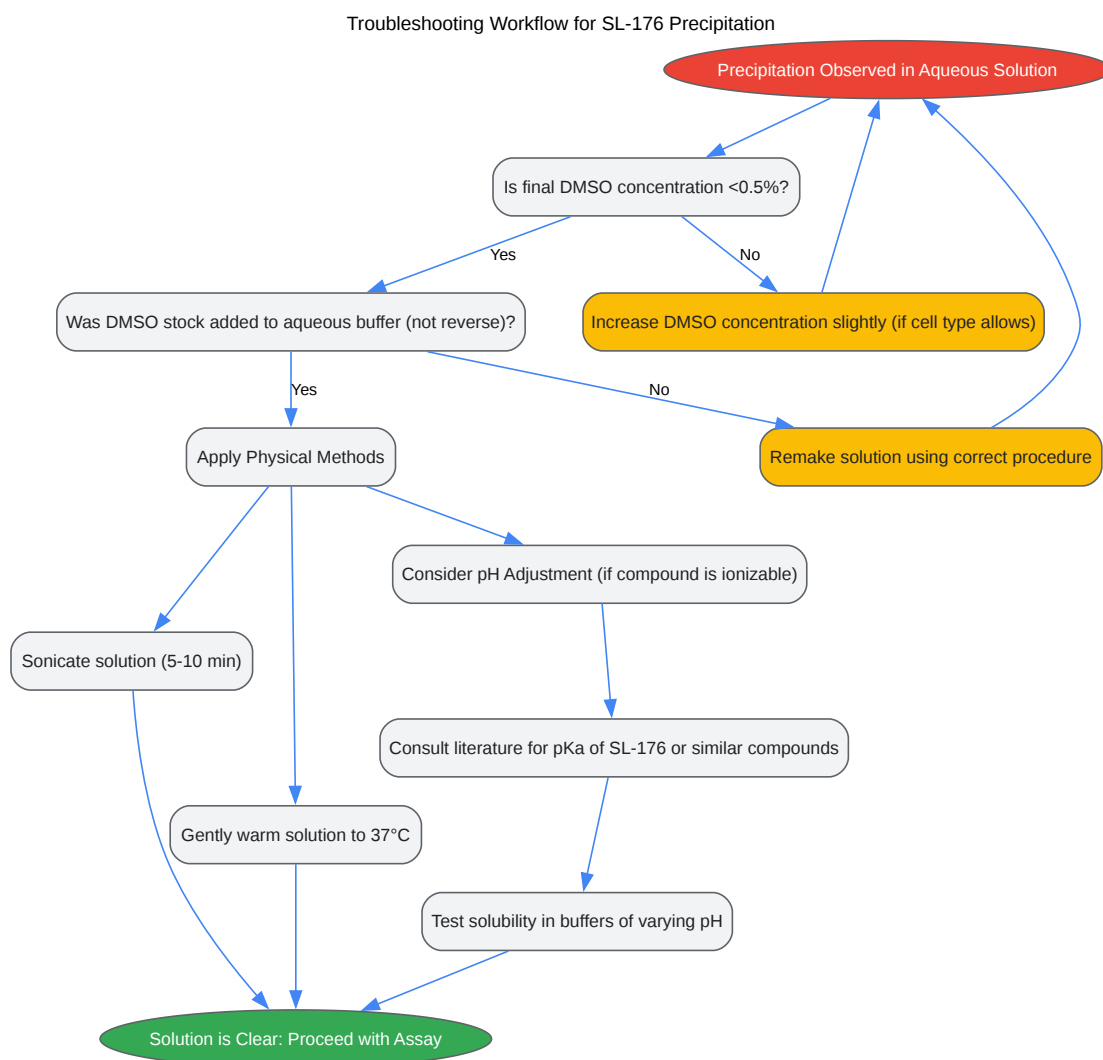 Troubleshooting Workflow for SL-176 Precipitation
Precipitation Observed in Aqueous Solution
Is final DMSO concentration <0.5%?
Yes
No
Was DMSO stock added to aqueous buffer (not reverse)?
Increase DMSO concentration slightly (if cell type allows)
Yes
No
Apply Physical Methods
Remake solution using correct procedure
Consider pH Adjustment (if compound is ionizable)
Sonicate solution (5-10 min)
Consult literature for pKa of SL-176 or similar compounds
Gently warm solution to 37°C
Test solubility in buffers of varying pH
Solution is Clear: Proceed with Assay